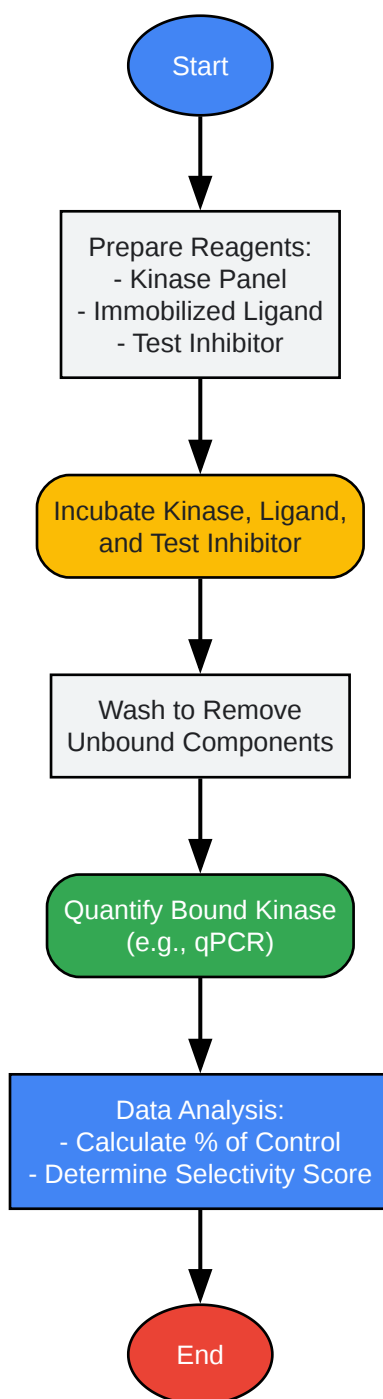 Start
Prepare Reagents:
- Kinase Panel
- Immobilized Ligand
- Test Inhibitor
Incubate Kinase, Ligand,
and Test Inhibitor
Wash to Remove
Unbound Components
Quantify Bound Kinase
(e.g., qPCR)
Data Analysis:
- Calculate % of Control
- Determine Selectivity Score
End